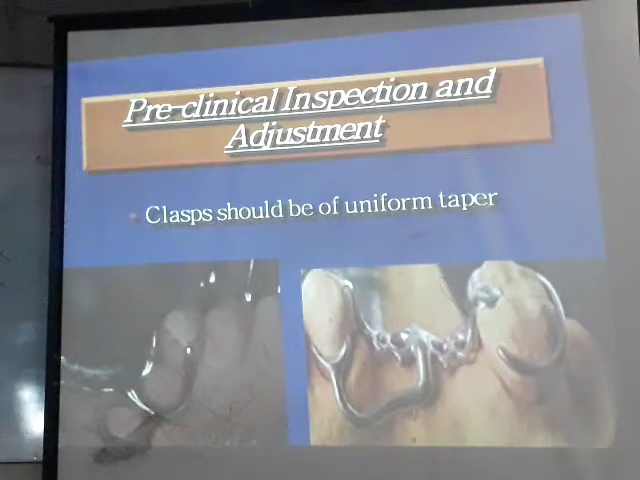 Pre-clinical Inspection and
Adjustment
Clasps should be of uniform taper